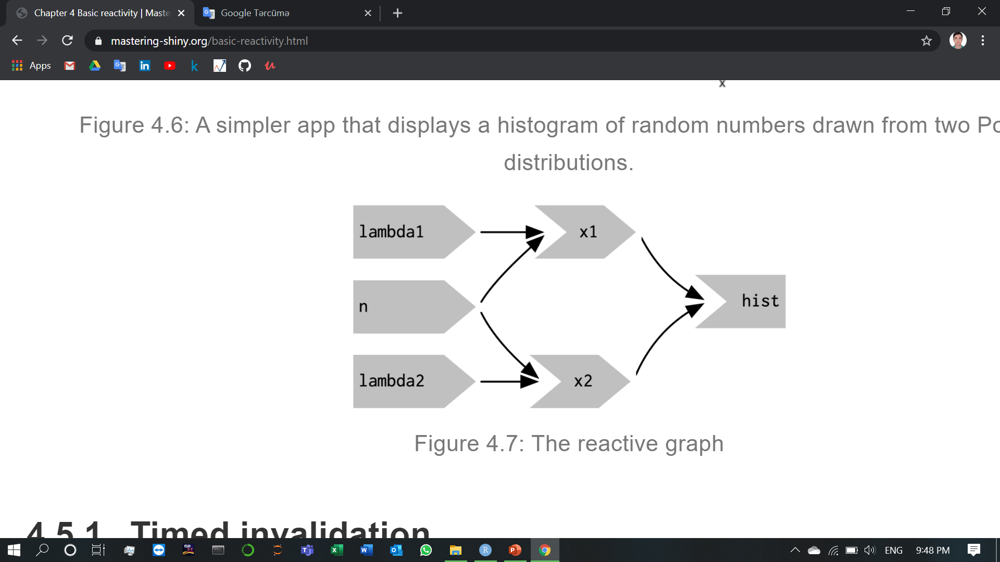 Chapter 4 Basic reactivity | Maste
Google Tərcümə
mastering-shiny.org/basic-reactivity.html
Apps
x
Figure 4.6: A simpler app that displays a histogram of random numbers drawn from two Po
distributions.
lambda1
x1
n
hist
lambda2
x2
Figure 4.7: The reactive graph
4.5.1 Timed invalidation
ENG
9:48 PM